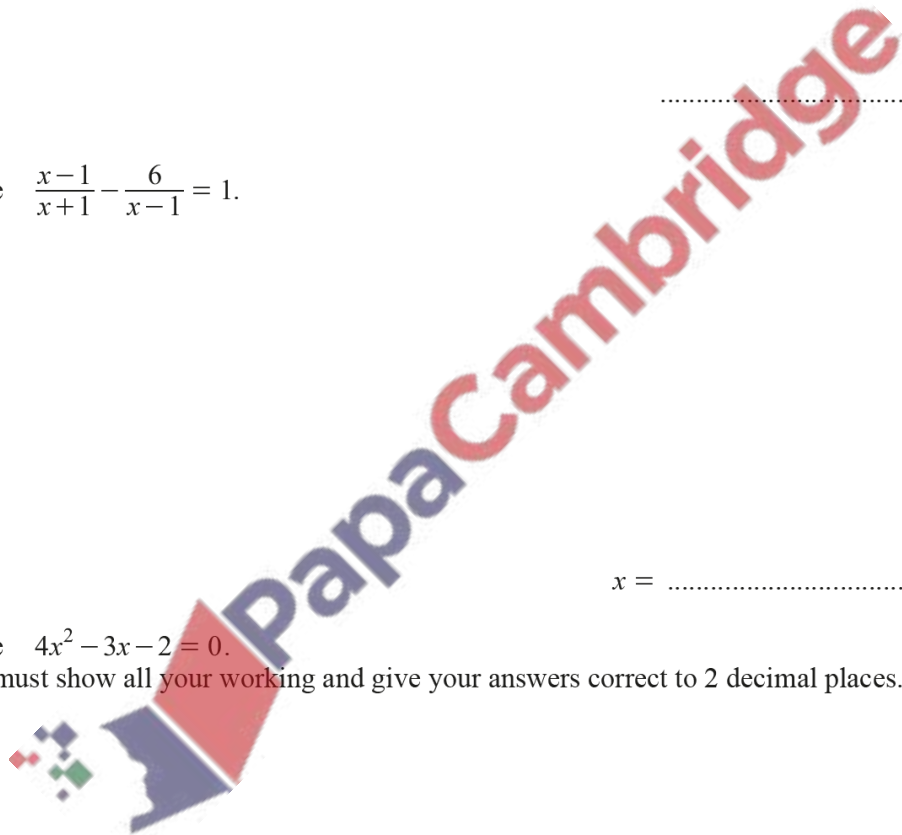 ..................................
e (x−1)/(x+1) − 6/(x−1) = 1.
x = ..................................
e 4x² − 3x − 2 = 0.
must show all your working and give your answers correct to 2 decimal places.
PapaCambridge